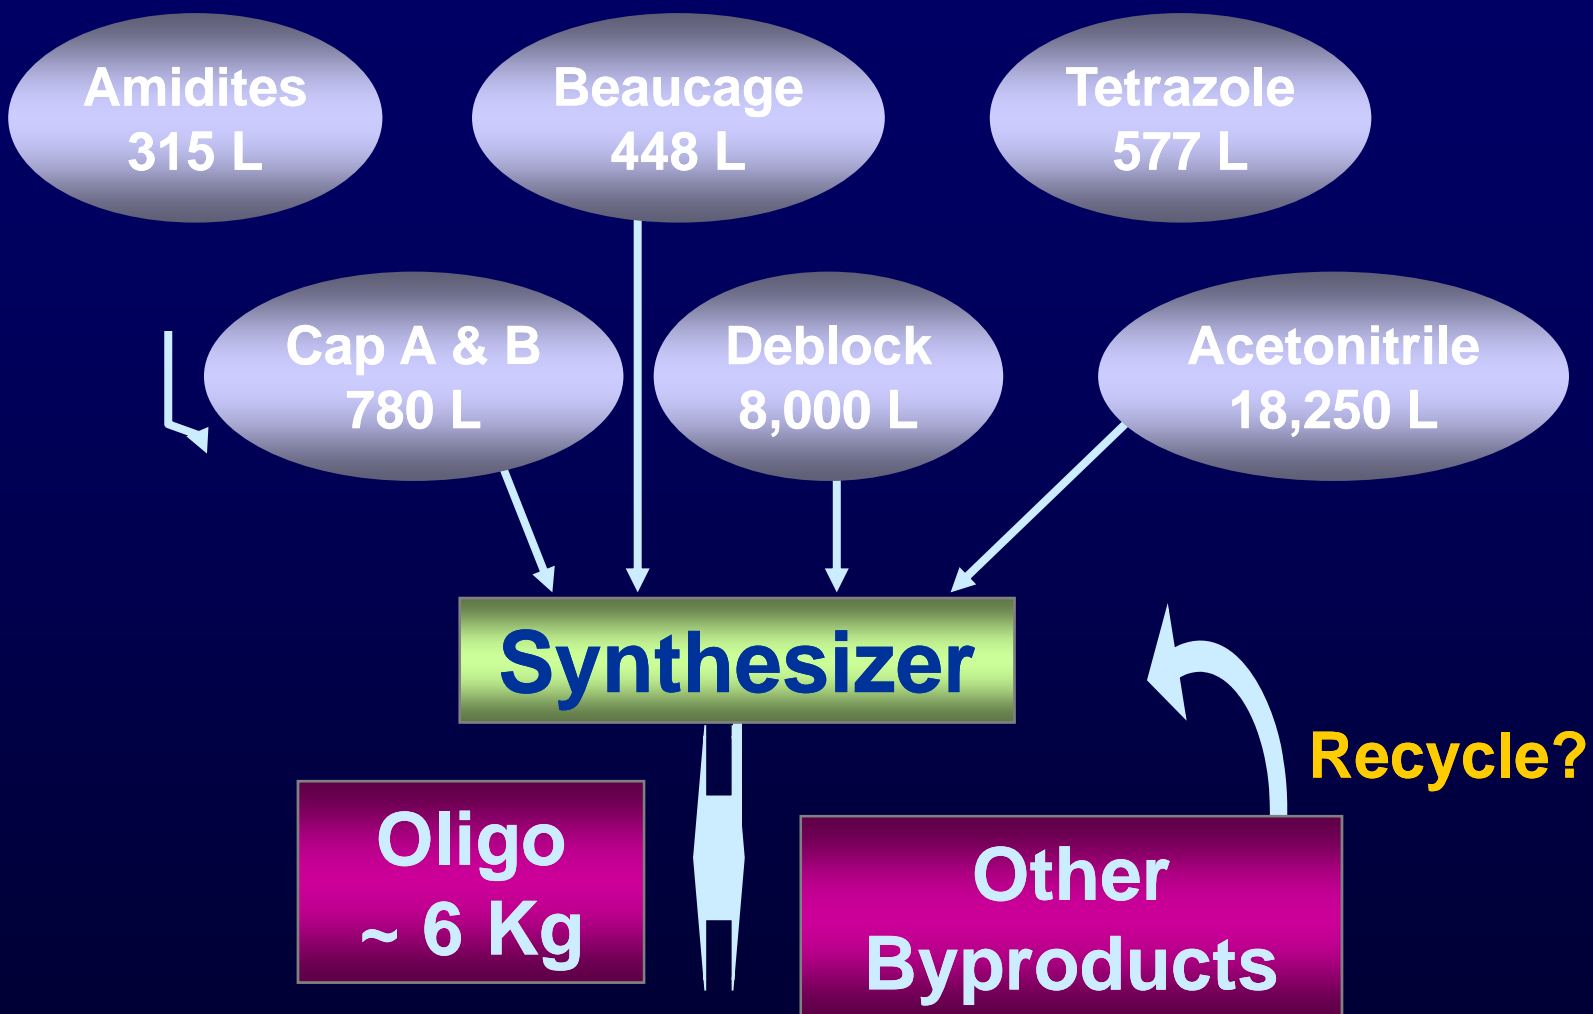 Amidites
315 L
Beaucage
448 L
Tetrazole
577 L
Cap A & B
780 L
Deblock
8,000 L
Acetonitrile
18,250 L
Synthesizer
Recycle?
Oligo
~ 6 Kg
Other
Byproducts